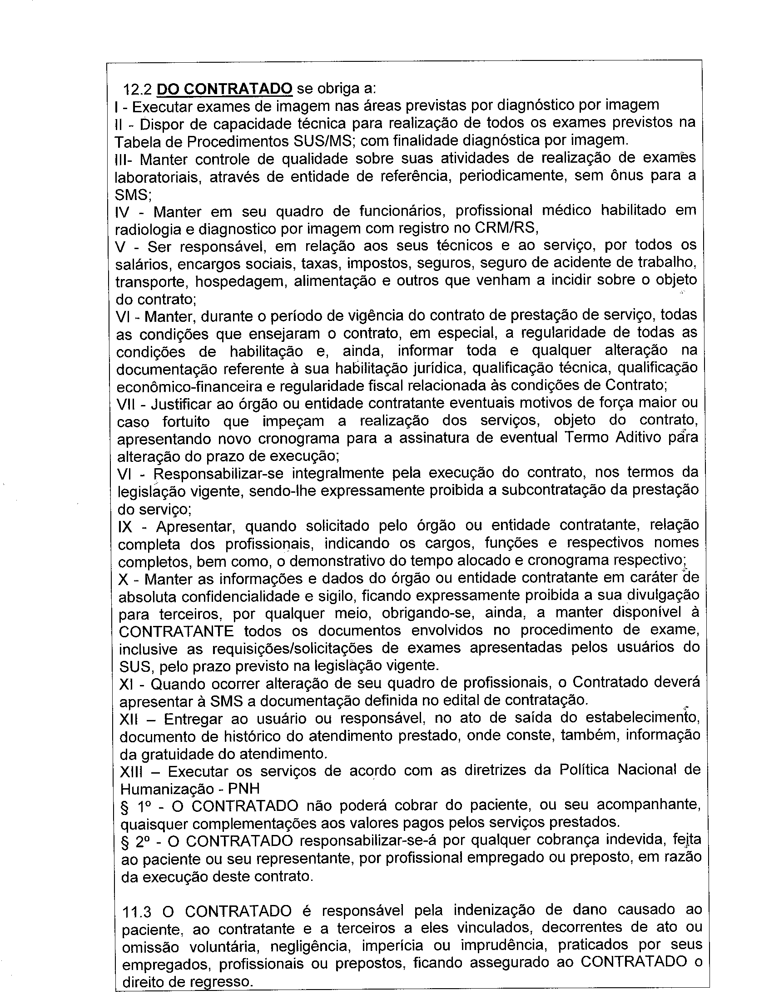 12.2 DO CONTRATADO se obriga a:
I - Executar exames de imagem nas áreas previstas por diagnóstico por imagem
II - Dispor de capacidade técnica para realização de todos os exames previstos na
Tabela de Procedimentos SUS/MS; com finalidade diagnóstica por imagem.
III- Manter controle de qualidade sobre suas atividades de realização de exames
laboratoriais, através de entidade de referência, periodicamente, sem ônus para a
SMS;
IV - Manter em seu quadro de funcionários, profissional médico habilitado em
radiologia e diagnostico por imagem com registro no CRM/RS,
V - Ser responsável, em relação aos seus técnicos e ao serviço, por todos os
salários, encargos sociais, taxas, impostos, seguros, seguro de acidente de trabalho,
transporte, hospedagem, alimentação e outros que venham a incidir sobre o objeto
do contrato;
VI - Manter, durante o período de vigência do contrato de prestação de serviço, todas
as condições que ensejaram o contrato, em especial, a regularidade de todas as
condições de habilitação e, ainda, informar toda e qualquer alteração na
documentação referente à sua habilitação jurídica, qualificação técnica, qualificação
econômico-financeira e regularidade fiscal relacionada às condições de Contrato;
VII - Justificar ao órgão ou entidade contratante eventuais motivos de força maior ou
caso fortuito que impeçam a realização dos serviços, objeto do contrato,
apresentando novo cronograma para a assinatura de eventual Termo Aditivo para
alteração do prazo de execução;
VI - Responsabilizar-se integralmente pela execução do contrato, nos termos da
legislação vigente, sendo-lhe expressamente proibida a subcontratação da prestação
do serviço;
IX - Apresentar, quando solicitado pelo órgão ou entidade contratante, relação
completa dos profissionais, indicando os cargos, funções e respectivos nomes
completos, bem como, o demonstrativo do tempo alocado e cronograma respectivo;
X - Manter as informações e dados do órgão ou entidade contratante em caráter de
absoluta confidencialidade e sigilo, ficando expressamente proibida a sua divulgação
para terceiros, por qualquer meio, obrigando-se, ainda, a manter disponível à
CONTRATANTE todos os documentos envolvidos no procedimento de exame,
inclusive as requisições/solicitações de exames apresentadas pelos usuários do
SUS, pelo prazo previsto na legislação vigente.
XI - Quando ocorrer alteração de seu quadro de profissionais, o Contratado deverá
apresentar à SMS a documentação definida no edital de contratação.
XII – Entregar ao usuário ou responsável, no ato de saída do estabelecimento,
documento de histórico do atendimento prestado, onde conste, também, informação
da gratuidade do atendimento.
XIII – Executar os serviços de acordo com as diretrizes da Política Nacional de
Humanização - PNH
§ 1º - O CONTRATADO não poderá cobrar do paciente, ou seu acompanhante,
quaisquer complementações aos valores pagos pelos serviços prestados.
§ 2º - O CONTRATADO responsabilizar-se-á por qualquer cobrança indevida, feita
ao paciente ou seu representante, por profissional empregado ou preposto, em razão
da execução deste contrato.
11.3 O CONTRATADO é responsável pela indenização de dano causado ao
paciente, ao contratante e a terceiros a eles vinculados, decorrentes de ato ou
omissão voluntária, negligência, imperícia ou imprudência, praticados por seus
empregados, profissionais ou prepostos, ficando assegurado ao CONTRATADO o
direito de regresso.